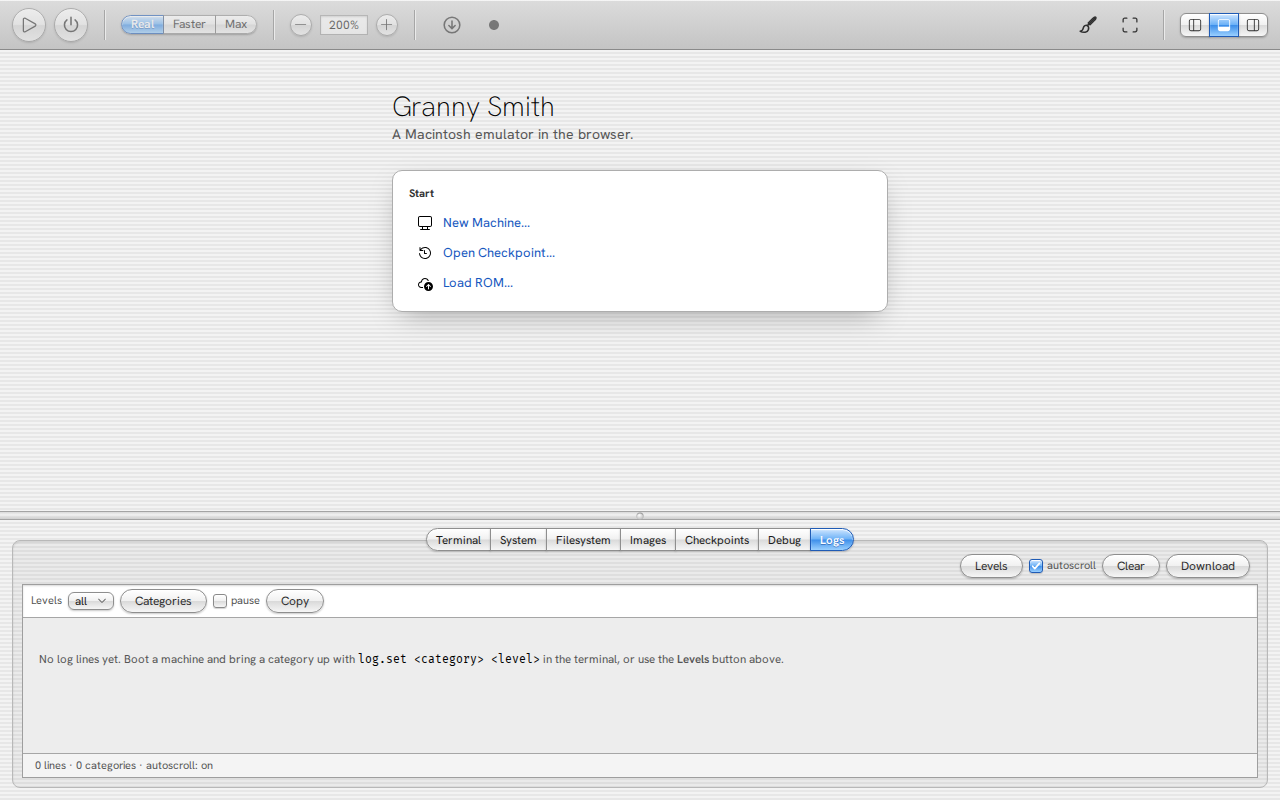 Real Faster Max 200%
Granny Smith
A Macintosh emulator in the browser.
Start
New Machine...
Open Checkpoint...
Load ROM...
Terminal System Filesystem Images Checkpoints Debug Logs
Levels autoscroll Clear Download
Levels all Categories pause Copy
No log lines yet. Boot a machine and bring a category up with log.set <category> <level> in the terminal, or use the Levels button above.
0 lines · 0 categories · autoscroll: on